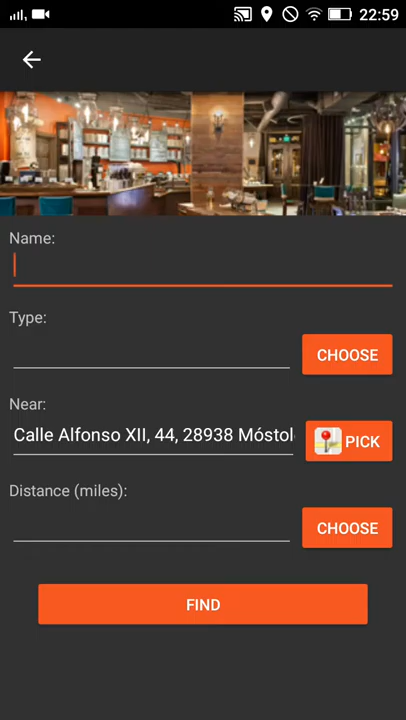 22:59
Name:
Type:
CHOOSE
Near:
Calle Alfonso XII, 44, 28938 Móstol
PICK
Distance (miles):
CHOOSE
FIND